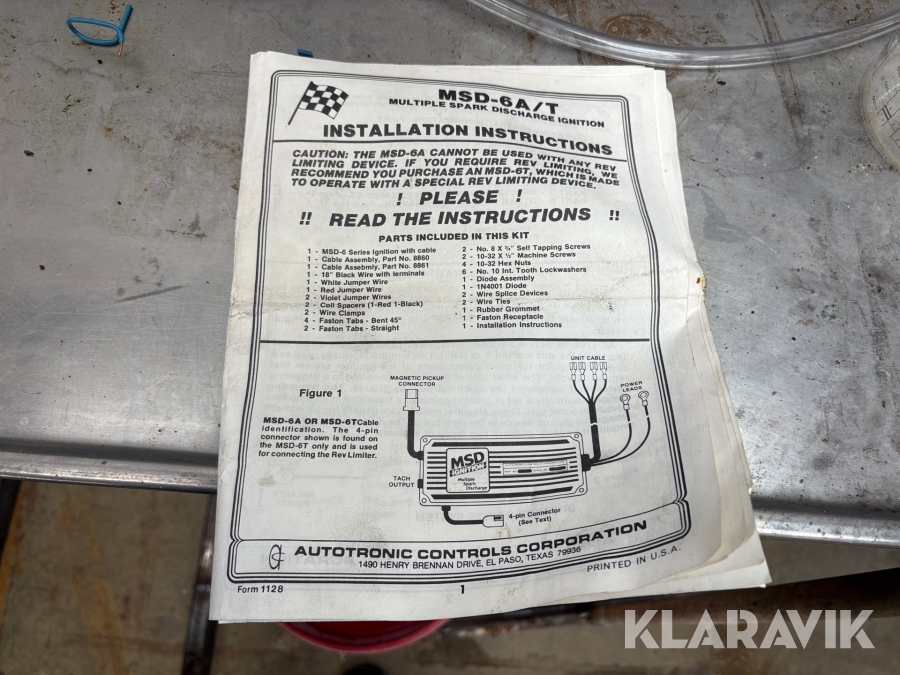 MSD-6A/T
MULTIPLE SPARK DISCHARGE IGNITION
INSTALLATION INSTRUCTIONS
CAUTION: THE MSD-6A CANNOT BE USED WITH ANY REV
LIMITING DEVICE. IF YOU REQUIRE REV LIMITING, WE
RECOMMEND YOU PURCHASE AN MSD-6T, WHICH IS MADE
TO OPERATE WITH A SPECIAL REV LIMITING DEVICE.
! PLEASE !
!! READ THE INSTRUCTIONS !!
PARTS INCLUDED IN THIS KIT
1 - MSD-6 Series Ignition with cable
1 - Cable Assembly, Part No. 8860
1 - Cable Assebmly, Part No. 8861
1 - 18" Black Wire with terminals
1 - White Jumper Wire
1 - Red Jumper Wire
2 - Violet Jumper Wires
2 - Coil Spacers (1-Red 1-Black)
2 - Wire Clamps
4 - Faston Tabs - Bent 45°
2 - Faston Tabs - Straight
2 - No. 8 X ¾" Self Tapping Screws
2 - 10-32 X ½" Machine Screws
4 - 10-32 Hex Nuts
6 - No. 10 Int. Tooth Lockwashers
1 - Diode Assembly
1 - 1N4001 Diode
2 - Wire Splice Devices
2 - Wire Ties
1 - Rubber Grommet
1 - Faston Receptacle
1 - Installation Instructions
Figure 1
MSD-6A OR MSD-6TCable
identification. The 4-pin
connector shown is found on
the MSD-6T only and is used
for connecting the Rev Limiter.
MAGNETIC PICKUP
CONNECTOR
UNIT CABLE
POWER
LEADS
TACH
OUTPUT
MSD
IGNITION
Multiple
Spark
Discharge
4-pin Connector
(See Text)
AUTOTRONIC CONTROLS CORPORATION
1490 HENRY BRENNAN DRIVE, EL PASO, TEXAS 79936
PRINTED IN U.S.A.
Form 1128
1
KLARAVIK